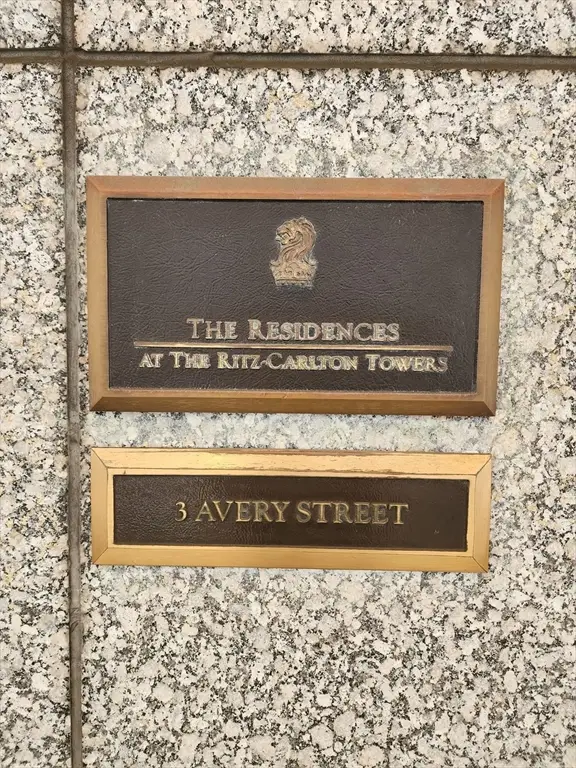 THE RESIDENCES
AT THE RITZ-CARLTON TOWERS
3 AVERY STREET